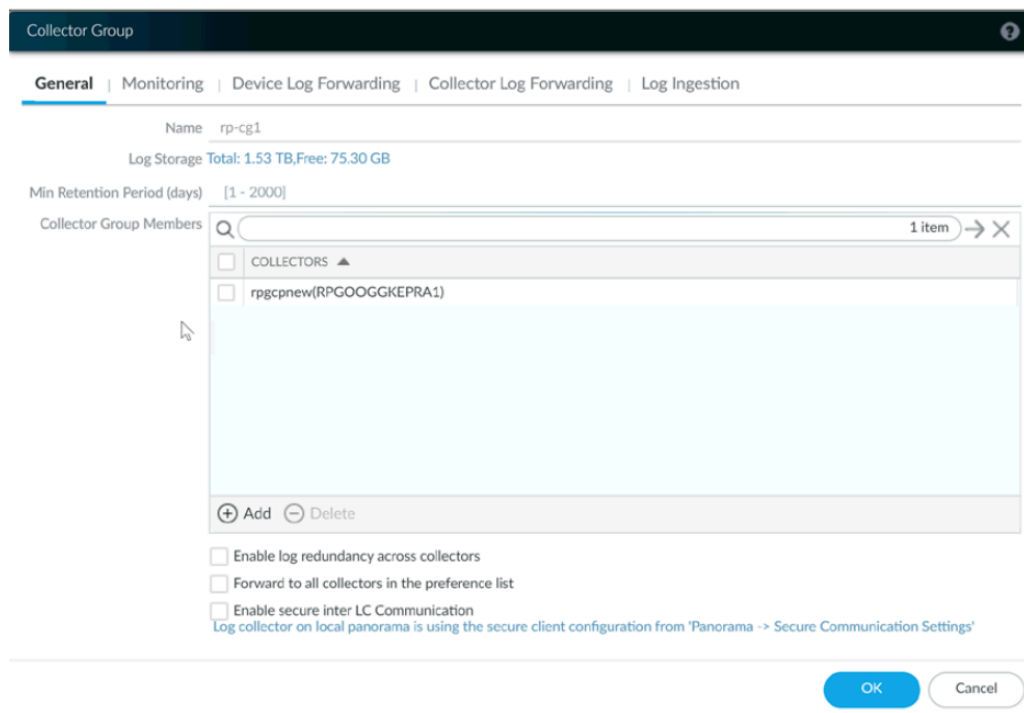 Collector Group
General | Monitoring | Device Log Forwarding | Collector Log Forwarding | Log Ingestion
Name rp-cg1
Log Storage Total: 1.53 TB,Free: 75.30 GB
Min Retention Period (days) [1 - 2000]
Collector Group Members 1 item
COLLECTORS
rpgcpnew(RPGOOGGKEPRA1)
Add Delete
Enable log redundancy across collectors
Forward to all collectors in the preference list
Enable secure inter LC Communication
Log collector on local panorama is using the secure client configuration from 'Panorama -> Secure Communication Settings'
OK Cancel